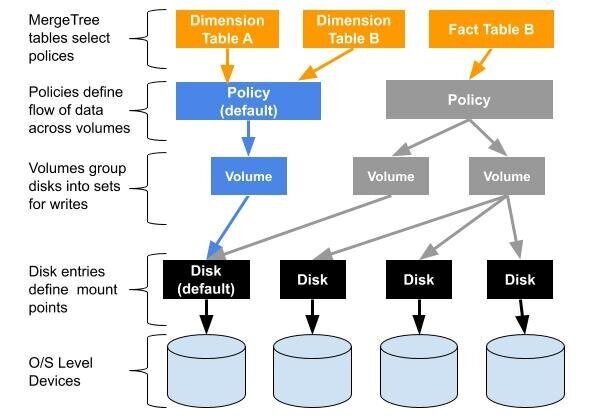 MergeTree
tables select
polices
Dimension
Table A
Dimension
Table B
Fact Table B
Policies define
flow of data
across volumes
Policy
(default)
Policy
Volumes group
disks into sets
for writes
Volume
Volume
Volume
Disk entries
define mount
points
Disk
(default)
Disk
Disk
Disk
O/S Level
Devices